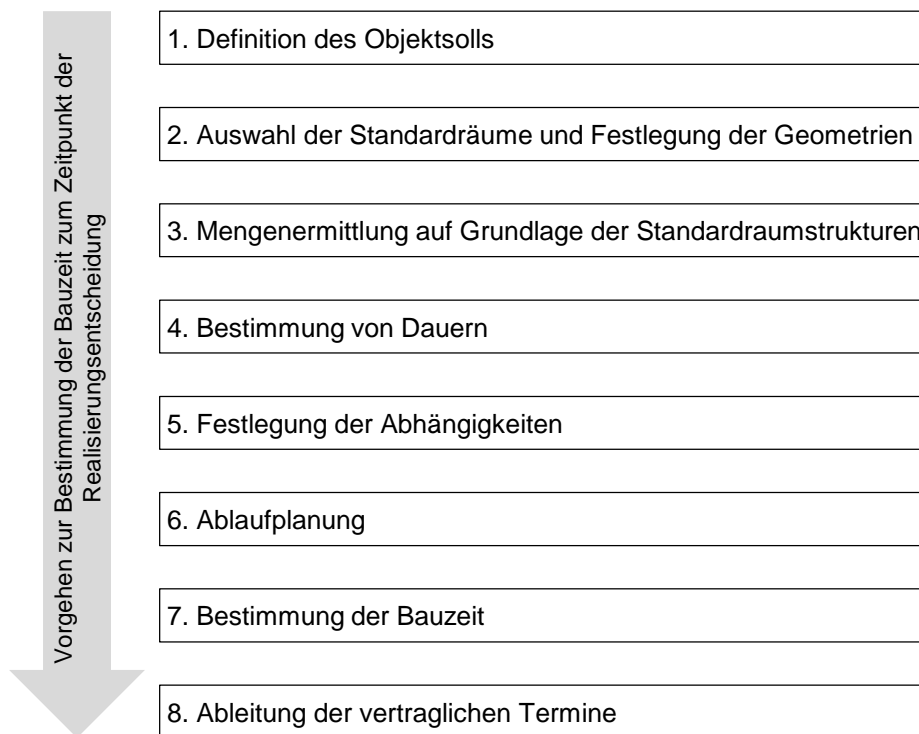 Vorgehen zur Bestimmung der Bauzeit zum Zeitpunkt der
Realisierungsentscheidung
1. Definition des Objektsolls
2. Auswahl der Standardräume und Festlegung der Geometrien
3. Mengenermittlung auf Grundlage der Standardraumstrukturen
4. Bestimmung von Dauern
5. Festlegung der Abhängigkeiten
6. Ablaufplanung
7. Bestimmung der Bauzeit
8. Ableitung der vertraglichen Termine